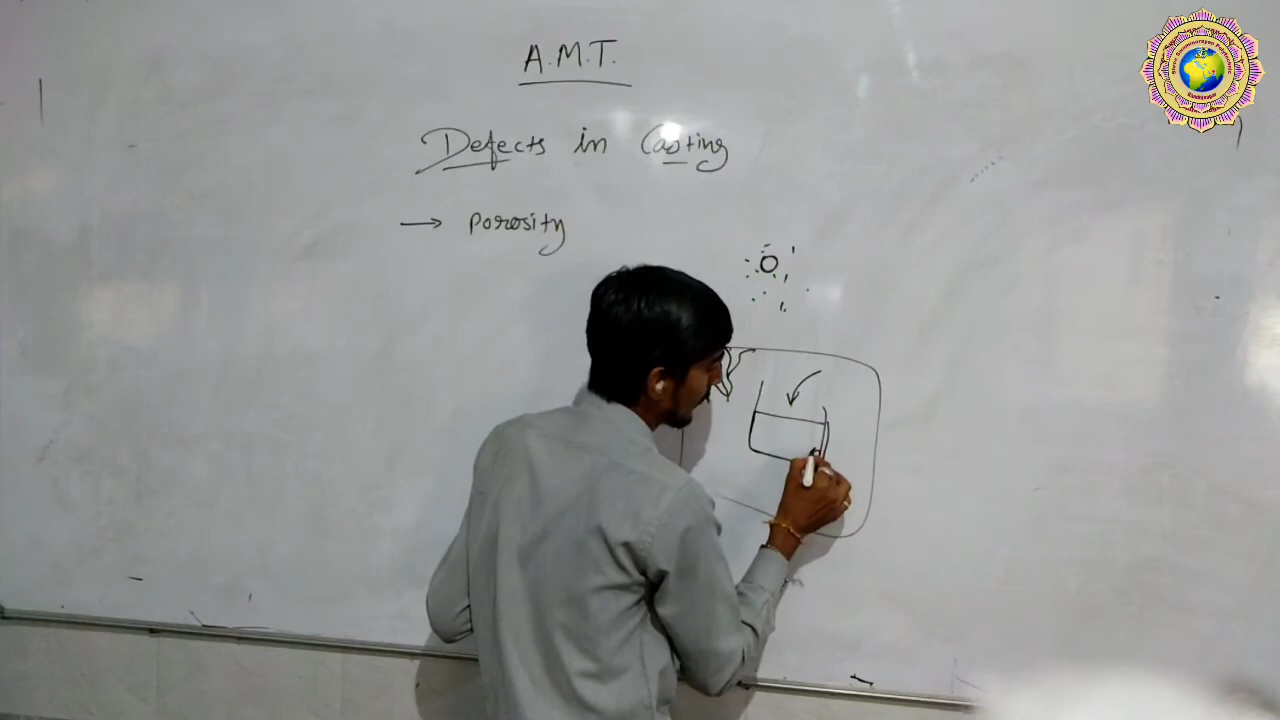 A.M.T.
Defects in Casting
→ Porosity